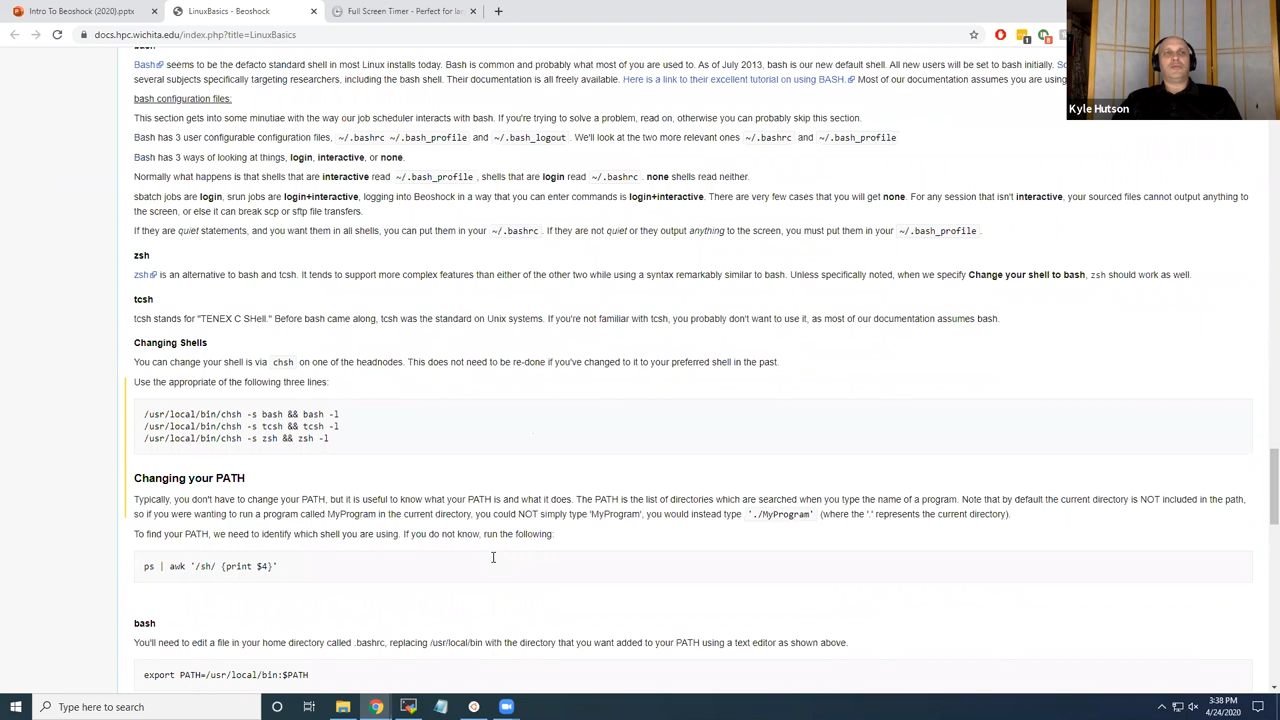 Intro To Beoshock (2020).pptx
LinuxBasics - Beoshock
Full Screen Timer - Perfect for
docs.hpc.wichita.edu/index.php?title=LinuxBasics
Kyle Hutson
Bash seems to be the defacto standard shell in most Linux installs today. Bash is common and probably what most of you are used to. As of July 2013, bash is our new default shell. All new users will be set to bash initially.
several subjects specifically targeting researchers, including the bash shell. Their documentation is all freely available. Here is a link to their excellent tutorial on using BASH. Most of our documentation assumes you are using
bash configuration files:
This section gets into some minutiae with the way our job scheduler interacts with bash. If you're trying to solve a problem, read on, otherwise you can probably skip this section.
Bash has 3 user configurable configuration files, ~/.bashrc ~/.bash_profile and ~/.bash_logout . We'll look at the two more relevant ones ~/.bashrc and ~/.bash_profile
Bash has 3 ways of looking at things, login, interactive, or none.
Normally what happens is that shells that are interactive read ~/.bash_profile , shells that are login read ~/.bashrc . none shells read neither.
sbatch jobs are login, srun jobs are login+interactive, logging into Beoshock in a way that you can enter commands is login+interactive. There are very few cases that you will get none. For any session that isn't interactive, your sourced files cannot output anything to
the screen, or else it can break scp or sftp file transfers.
If they are quiet statements, and you want them in all shells, you can put them in your ~/.bashrc . If they are not quiet or they output anything to the screen, you must put them in your ~/.bash_profile .
zsh
zsh is an alternative to bash and tcsh. It tends to support more complex features than either of the other two while using a syntax remarkably similar to bash. Unless specifically noted, when we specify Change your shell to bash, zsh should work as well.
tcsh
tcsh stands for "TENEX C SHell." Before bash came along, tcsh was the standard on Unix systems. If you're not familiar with tcsh, you probably don't want to use it, as most of our documentation assumes bash.
Changing Shells
You can change your shell is via chsh on one of the headnodes. This does not need to be re-done if you've changed to it to your preferred shell in the past.
Use the appropriate of the following three lines:
/usr/local/bin/chsh -s bash && bash -l
/usr/local/bin/chsh -s tcsh && tcsh -l
/usr/local/bin/chsh -s zsh && zsh -l
Changing your PATH
Typically, you don't have to change your PATH, but it is useful to know what your PATH is and what it does. The PATH is the list of directories which are searched when you type the name of a program. Note that by default the current directory is NOT included in the path,
so if you were wanting to run a program called MyProgram in the current directory, you could NOT simply type 'MyProgram', you would instead type './MyProgram' (where the '.' represents the current directory).
To find your PATH, we need to identify which shell you are using. If you do not know, run the following:
ps | awk '/sh/ {print $4}'
bash
You'll need to edit a file in your home directory called .bashrc, replacing /usr/local/bin with the directory that you want added to your PATH using a text editor as shown above.
export PATH=/usr/local/bin:$PATH
Type here to search
3:38 PM
4/24/2020